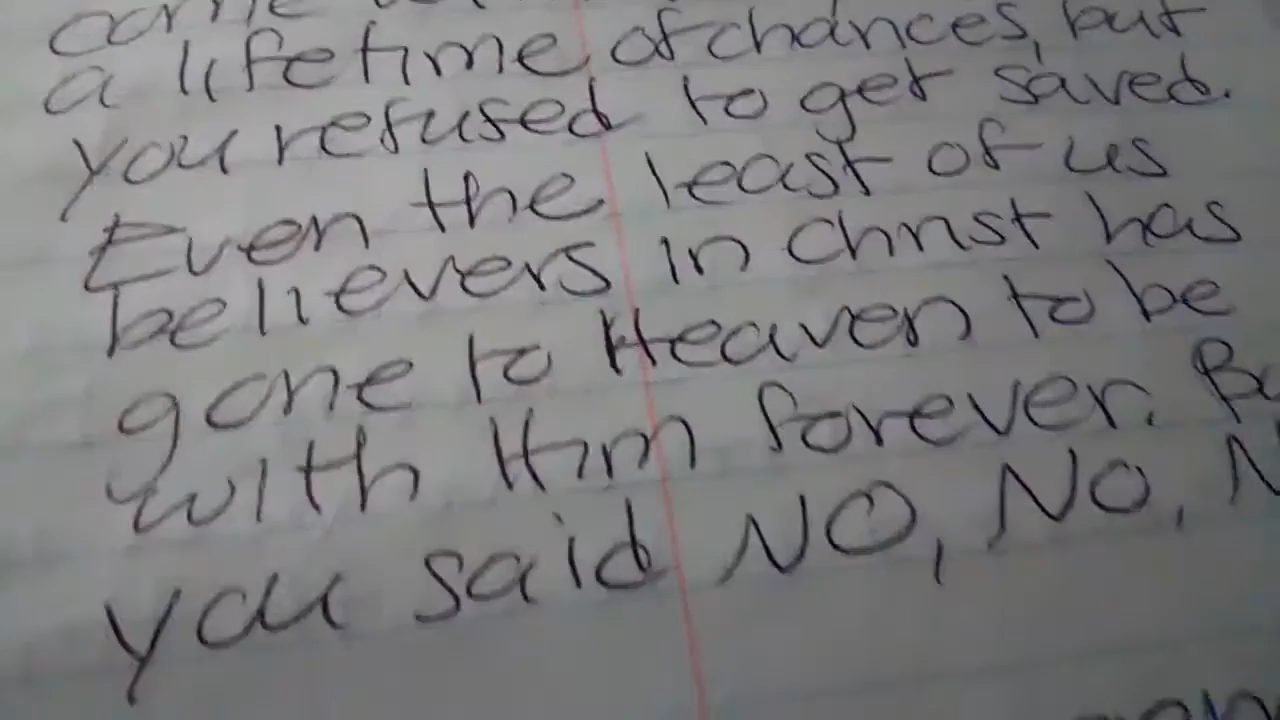 a lifetime of chances, but
you refused to get saved.
Even the least of us
believers in Christ has
gone to Heaven to be
with Him forever.
you said NO, NO,